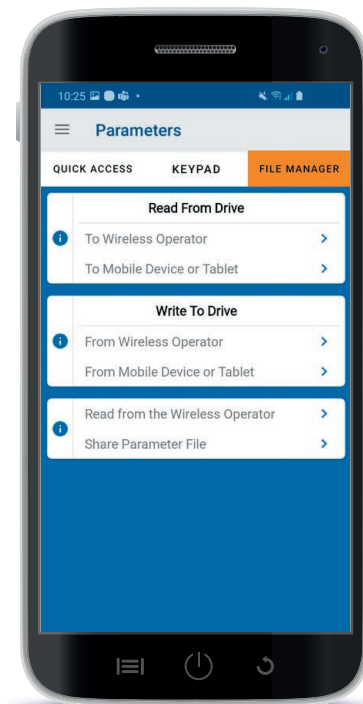 10:25
Parameters
QUICK ACCESS KEYPAD FILE MANAGER
Read From Drive
To Wireless Operator
To Mobile Device or Tablet
Write To Drive
From Wireless Operator
From Mobile Device or Tablet
Read from the Wireless Operator
Share Parameter File